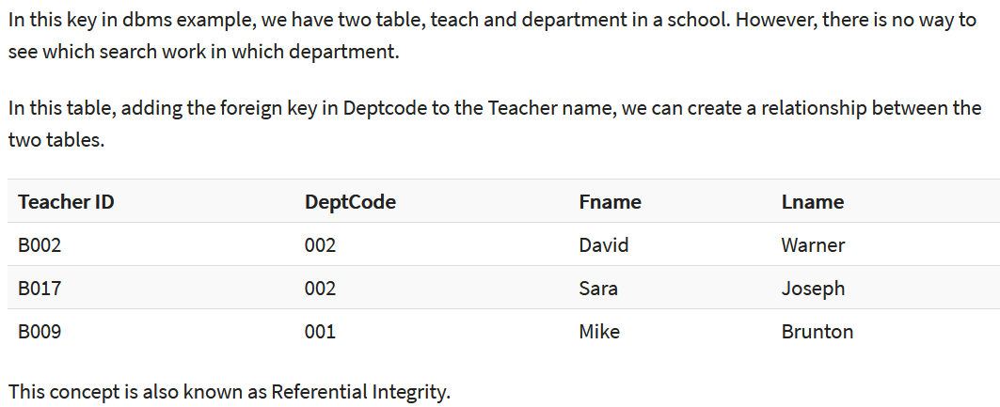 In this key in dbms example, we have two table, teach and department in a school. However, there is no way to
see which search work in which department.
In this table, adding the foreign key in Deptcode to the Teacher name, we can create a relationship between the
two tables.
Teacher ID DeptCode Fname Lname
B002 002 David Warner
B017 002 Sara Joseph
B009 001 Mike Brunton
This concept is also known as Referential Integrity.